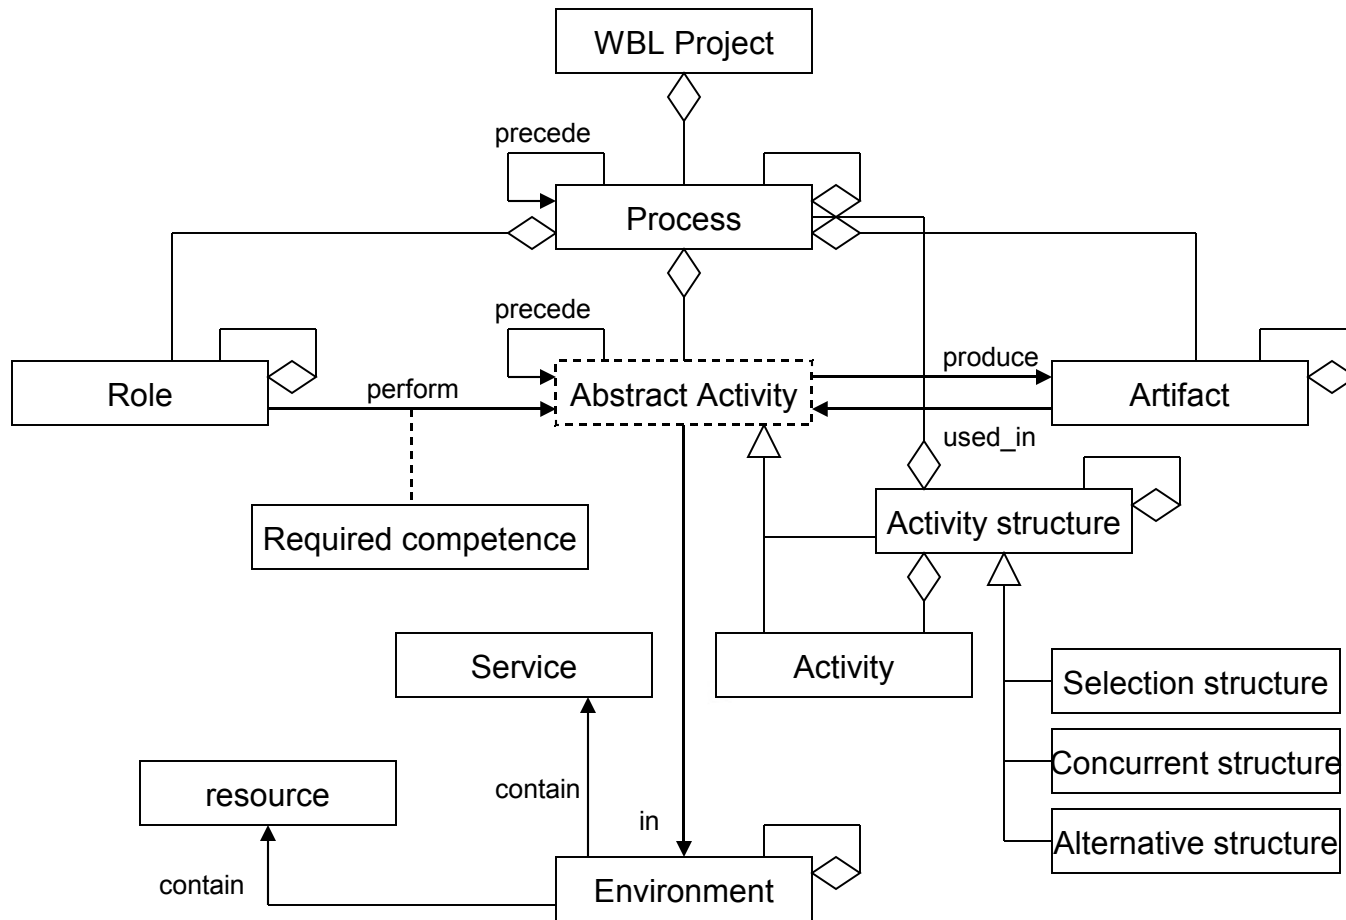 WBL Project
precede
Process
precede
produce
Role
perform
Abstract Activity
Artifact
used_in
Required competence
Activity structure
Service
Activity
Selection structure
resource
contain
Concurrent structure
in
Alternative structure
contain
Environment